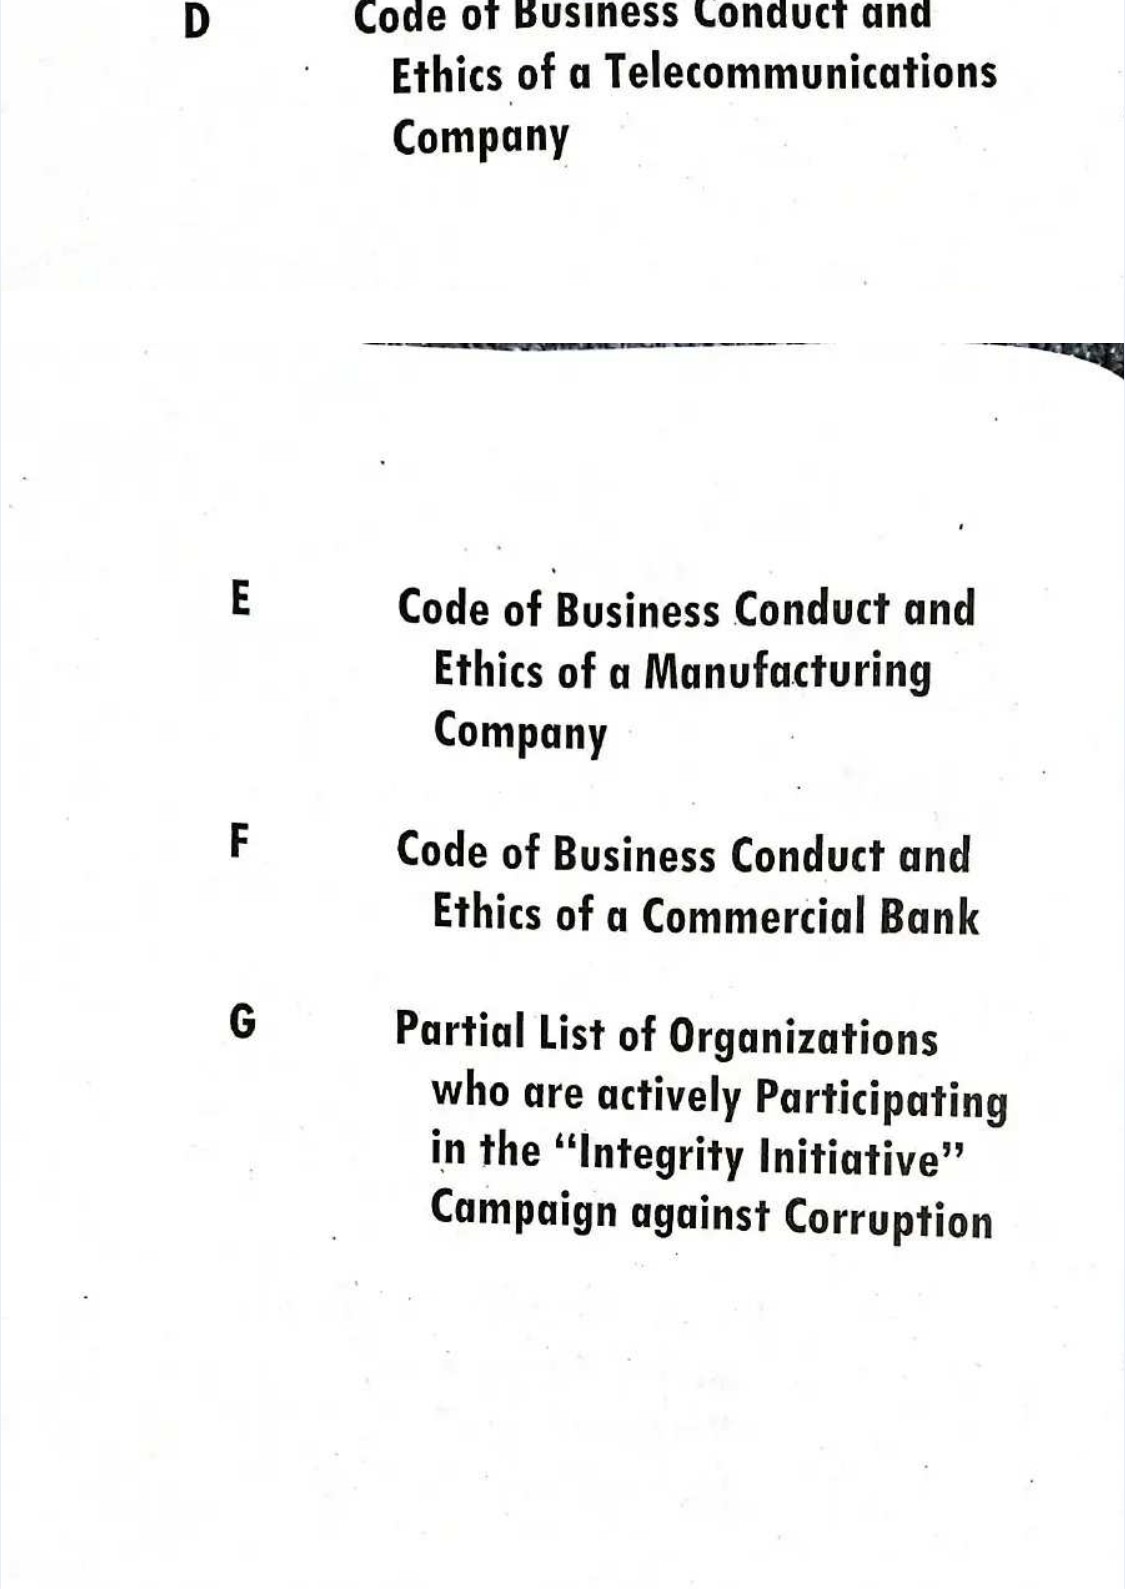 D Code of Business Conduct and
Ethics of a Telecommunications
Company
E Code of Business Conduct and
Ethics of a Manufacturing
Company
F Code of Business Conduct and
Ethics of a Commercial Bank
G Partial List of Organizations
who are actively Participating
in the “Integrity Initiative”
Campaign against Corruption